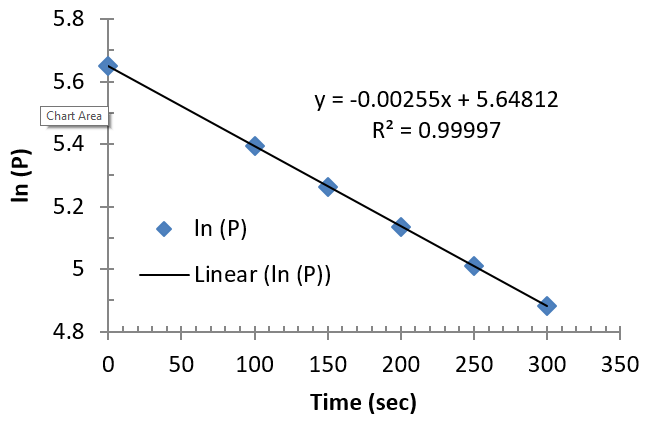 5.8
5.6
5.4
5.2
5
4.8
ln (P)
Chart Area
y = -0.00255x + 5.64812
R² = 0.99997
ln (P)
Linear (ln (P))
0 50 100 150 200 250 300 350
Time (sec)